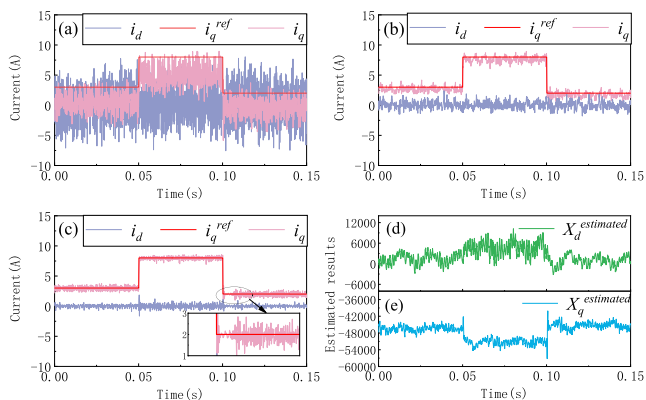 (a) i_d i_q^ref i_q
15
10
5
0
-5
-10
Current(A)
0.00 0.05 0.10 0.15
Time(s)
(b) i_d i_q^ref i_q
15
10
5
0
-5
-10
Current(A)
0.00 0.05 0.10 0.15
Time(s)
(c) i_d i_q^ref i_q
15
10
5
0
-5
-10
Current(A)
3
2
1
0.00 0.05 0.10 0.15
Time(s)
(d) X_d^estimated
12000
6000
0
-6000
Estimated results
(e) X_q^estimated
-36000
-42000
-48000
-54000
-60000
0.00 0.05 0.10 0.15
Time(s)